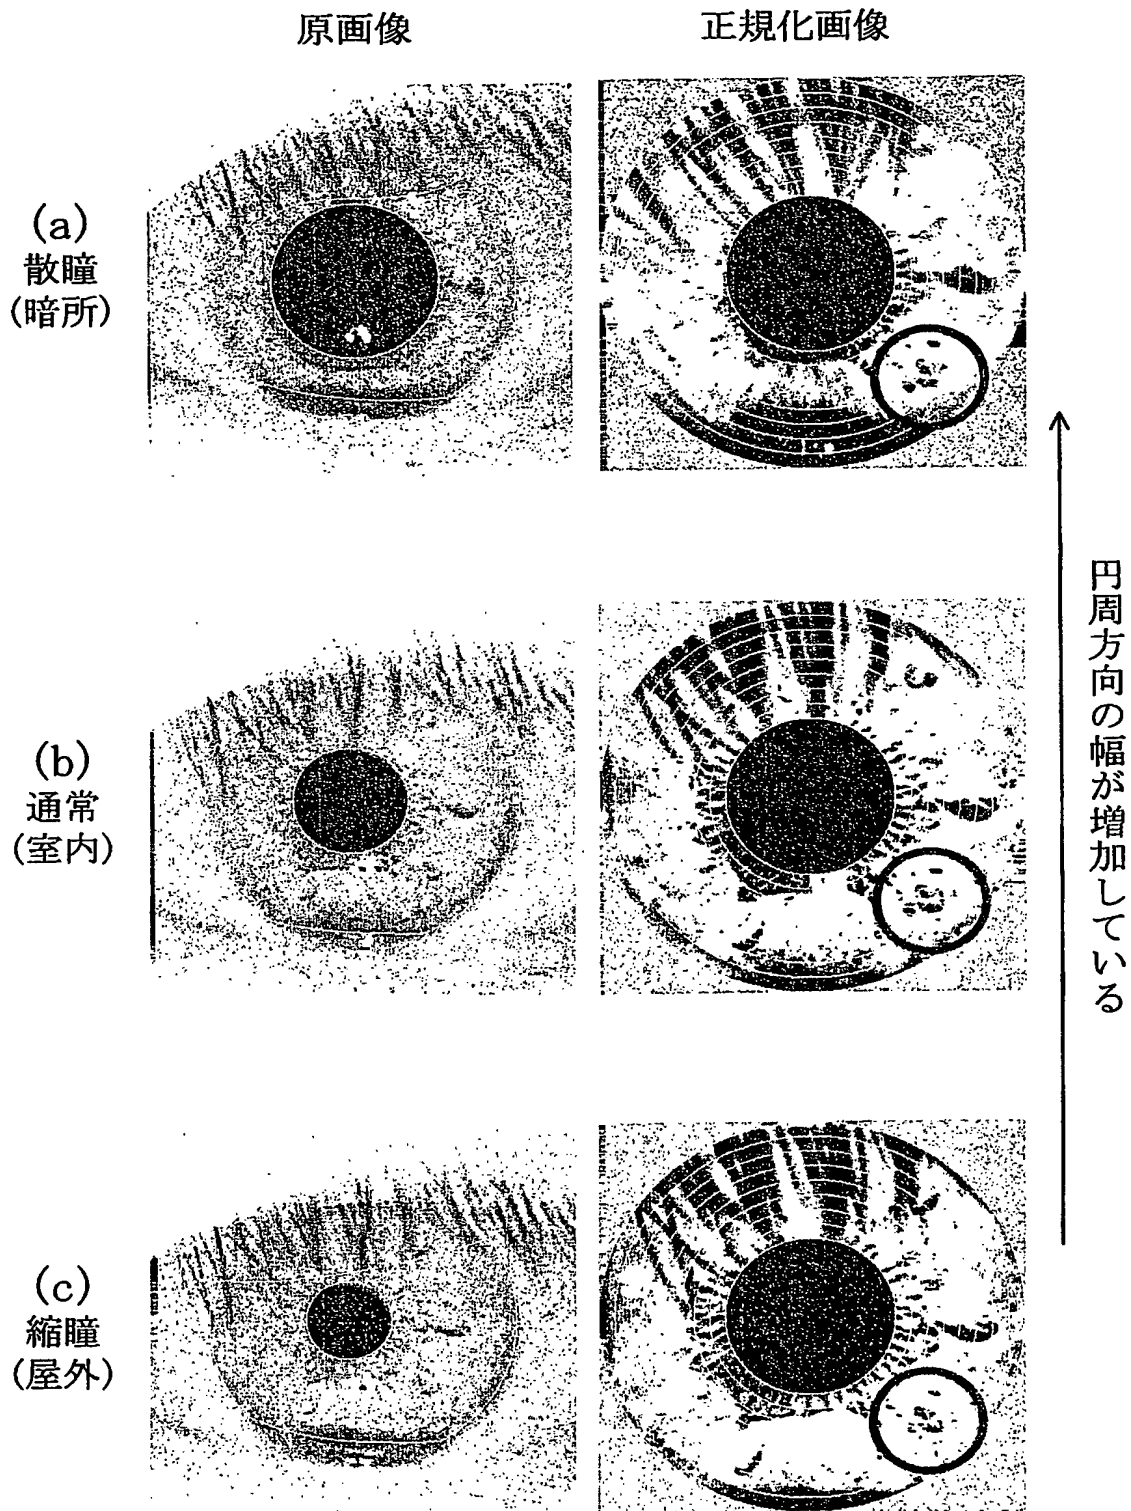 原画像
正規化画像
(a)
散瞳
(暗所)
(b)
通常
(室内)
(c)
縮瞳
(屋外)
円周方向の幅が増加している